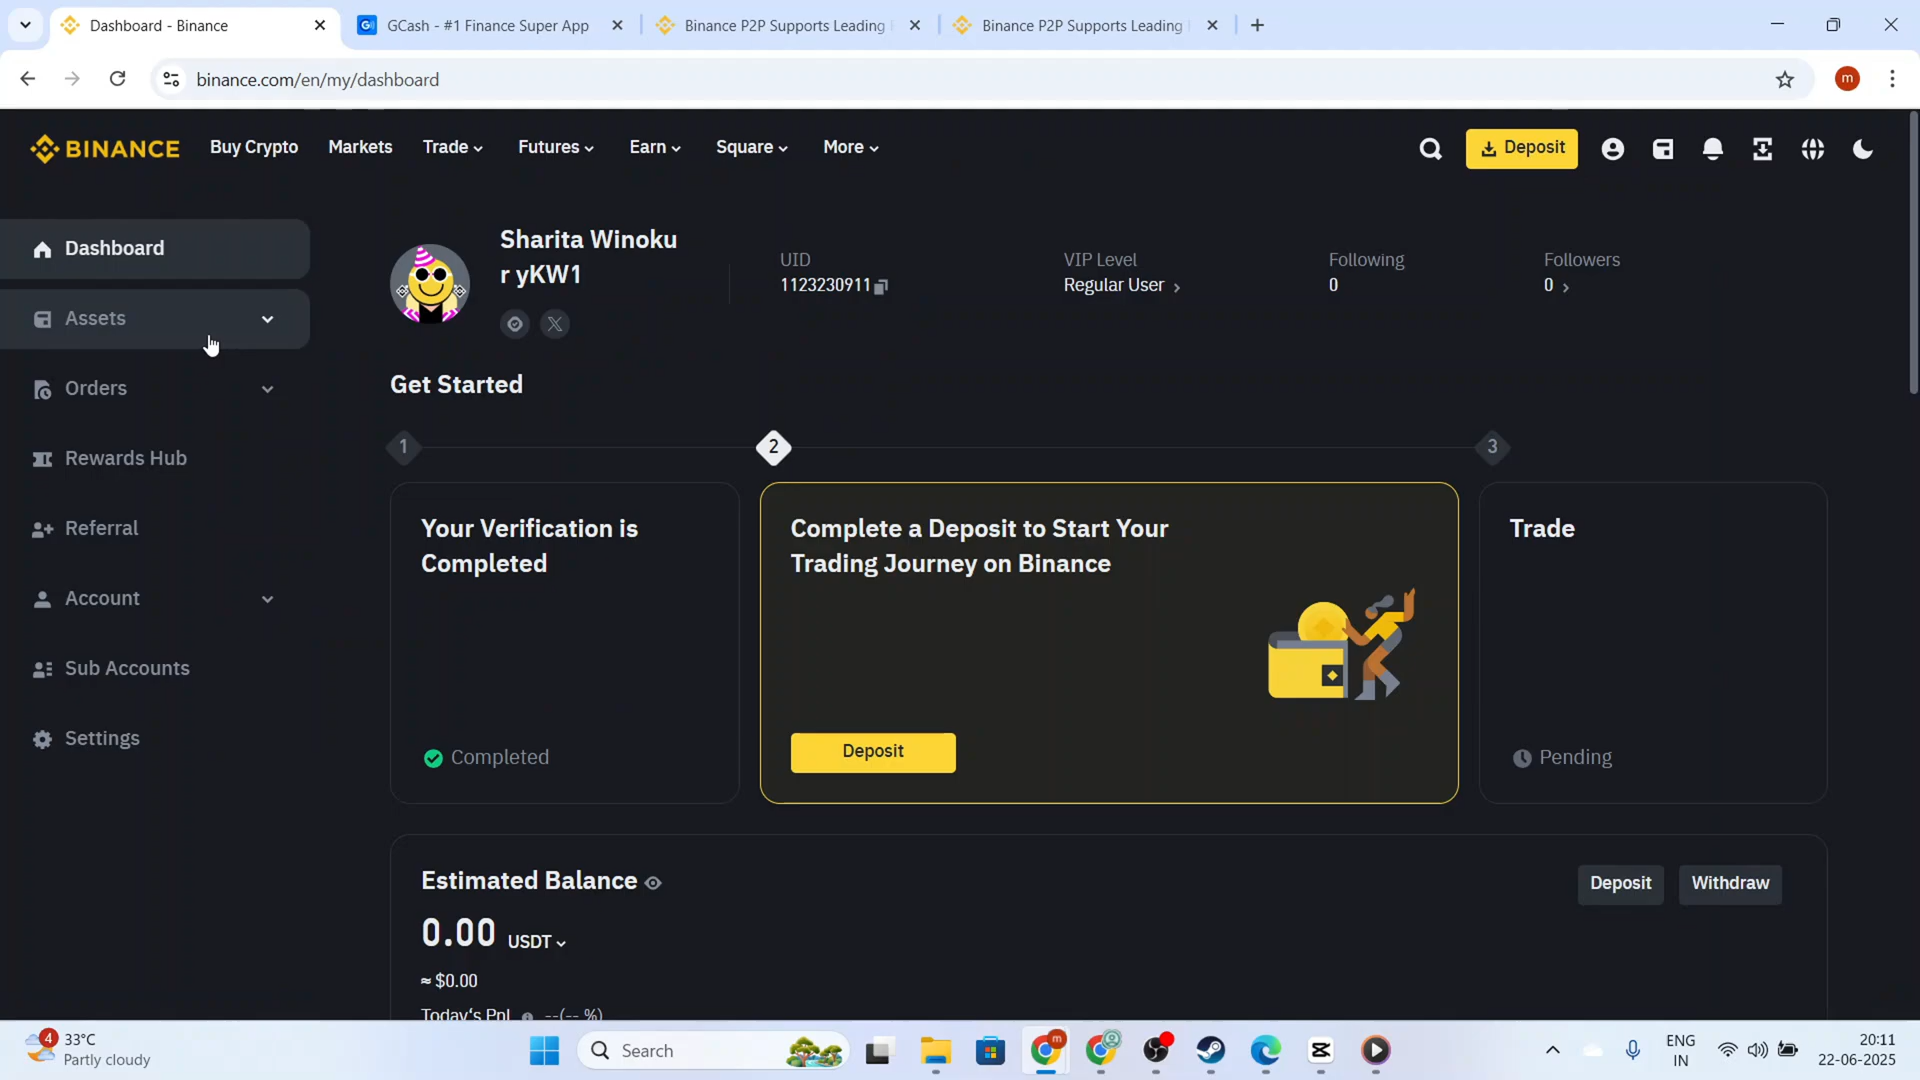 Dashboard - Binance
GCash - #1 Finance Super App
Binance P2P Supports Leading
Binance P2P Supports Leading
binance.com/en/my/dashboard
m
BINANCE
Buy Crypto
Markets
Trade
Futures
Earn
Square
More
Deposit
Dashboard
Assets
Orders
Rewards Hub
Referral
Account
Sub Accounts
Settings
Sharita Winoku
r yKW1
UID
1123230911
VIP Level
Regular User
Following
0
Followers
0
Get Started
1
2
3
Your Verification is
Completed
Completed
Complete a Deposit to Start Your
Trading Journey on Binance
Deposit
Trade
Pending
Estimated Balance
Deposit
Withdraw
0.00 USDT
≈ $0.00
Today's PnL --(-- %)
4
33°C
Partly cloudy
Search
m
ENG
IN
20:11
22-06-2025